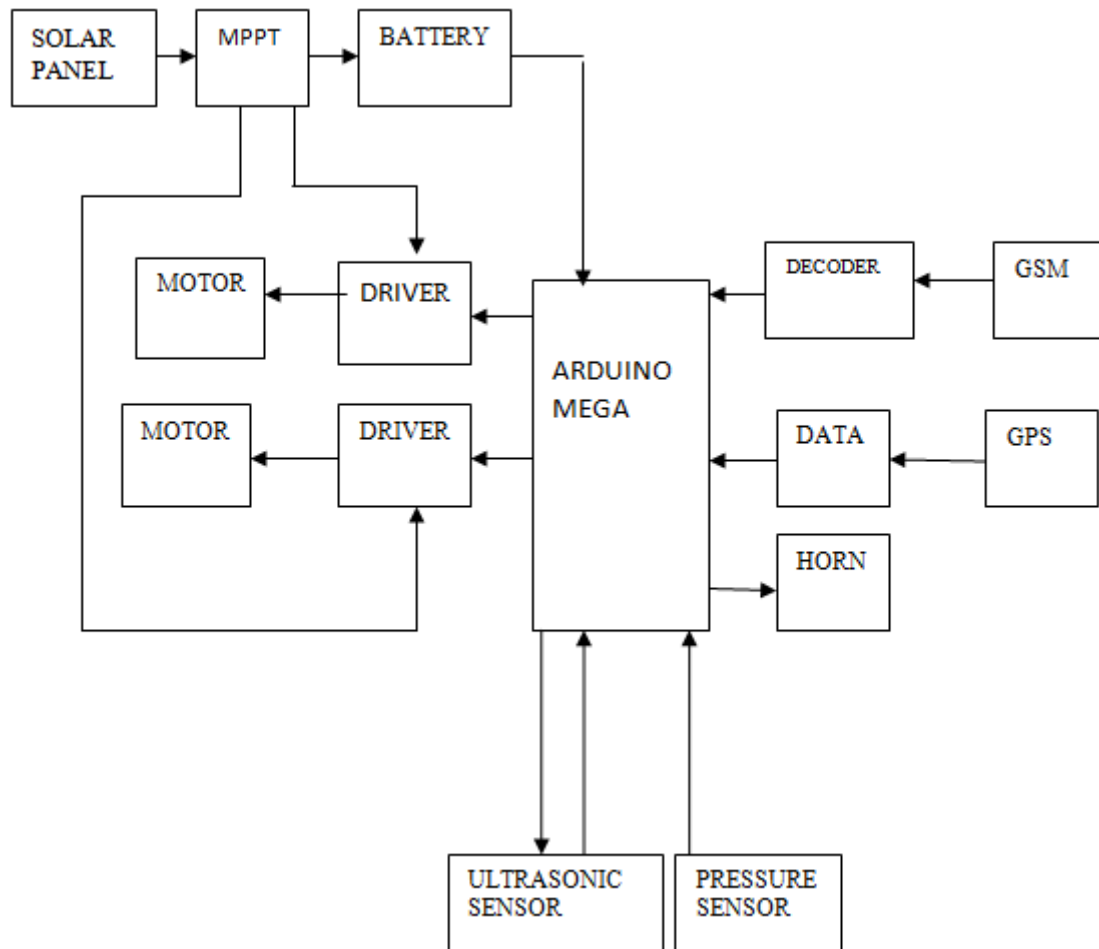 SOLAR
PANEL
MPPT
BATTERY
MOTOR
DRIVER
DECODER
GSM
ARDUINO
MEGA
MOTOR
DRIVER
DATA
GPS
HORN
ULTRASONIC
SENSOR
PRESSURE
SENSOR